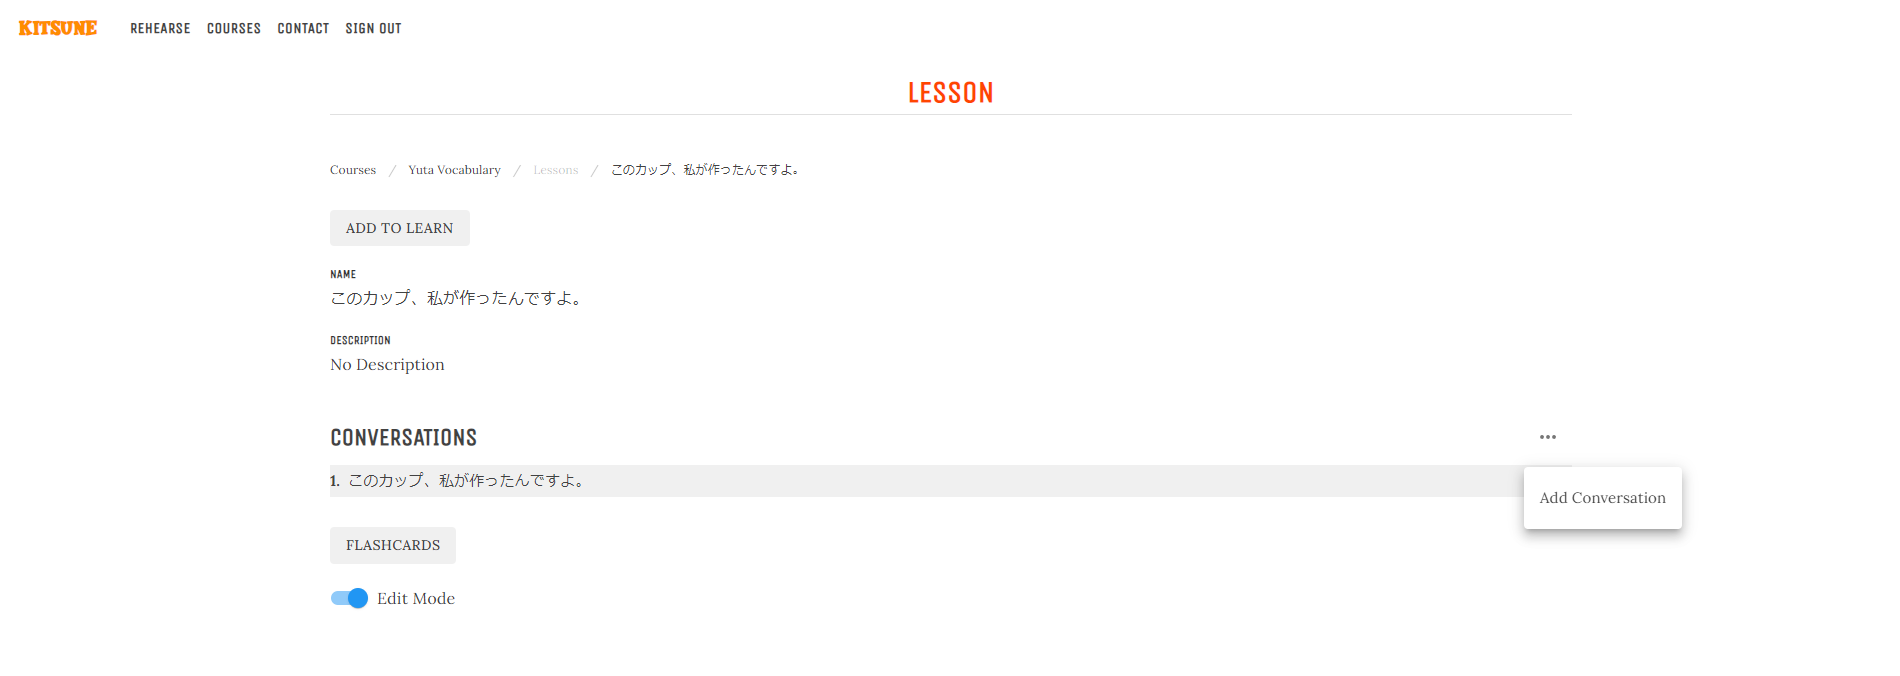 KITSUNE REHEARSE COURSES CONTACT SIGN OUT
LESSON
Courses / Yuta Vocabulary / Lessons / このカップ、私が作ったんですよ。
ADD TO LEARN
NAME
このカップ、私が作ったんですよ。
DESCRIPTION
No Description
CONVERSATIONS
1. このカップ、私が作ったんですよ。
Add Conversation
FLASHCARDS
Edit Mode